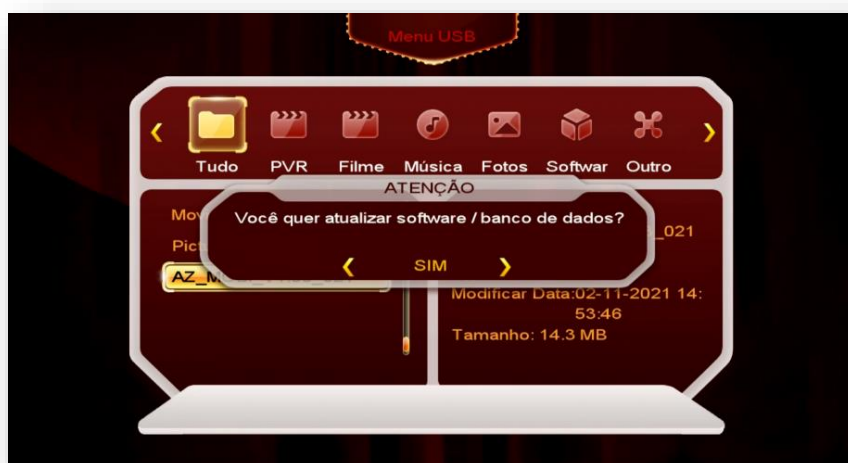 Menu USB
Tudo PVR Filme Música Fotos Softwar Outro
ATENÇÃO
Você quer atualizar software / banco de dados?
_021
SIM
Modificar Data:02-11-2021 14:
53:46
Tamanho: 14.3 MB